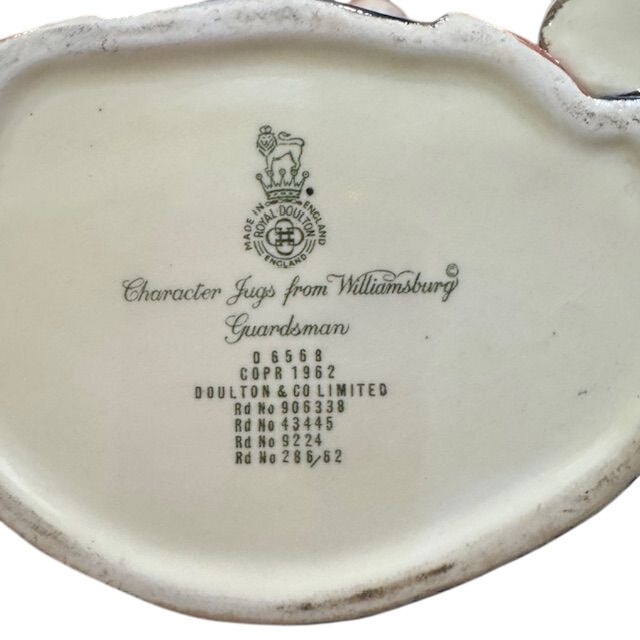 MADE IN ENGLAND
ROYAL DOULTON
ENGLAND
Character Jugs from Williamsburg ©
Guardsman
D 6568
COPR 1962
DOULTON & CO LIMITED
Rd No 906338
Rd No 43445
Rd No 9224
Rd No 286/62